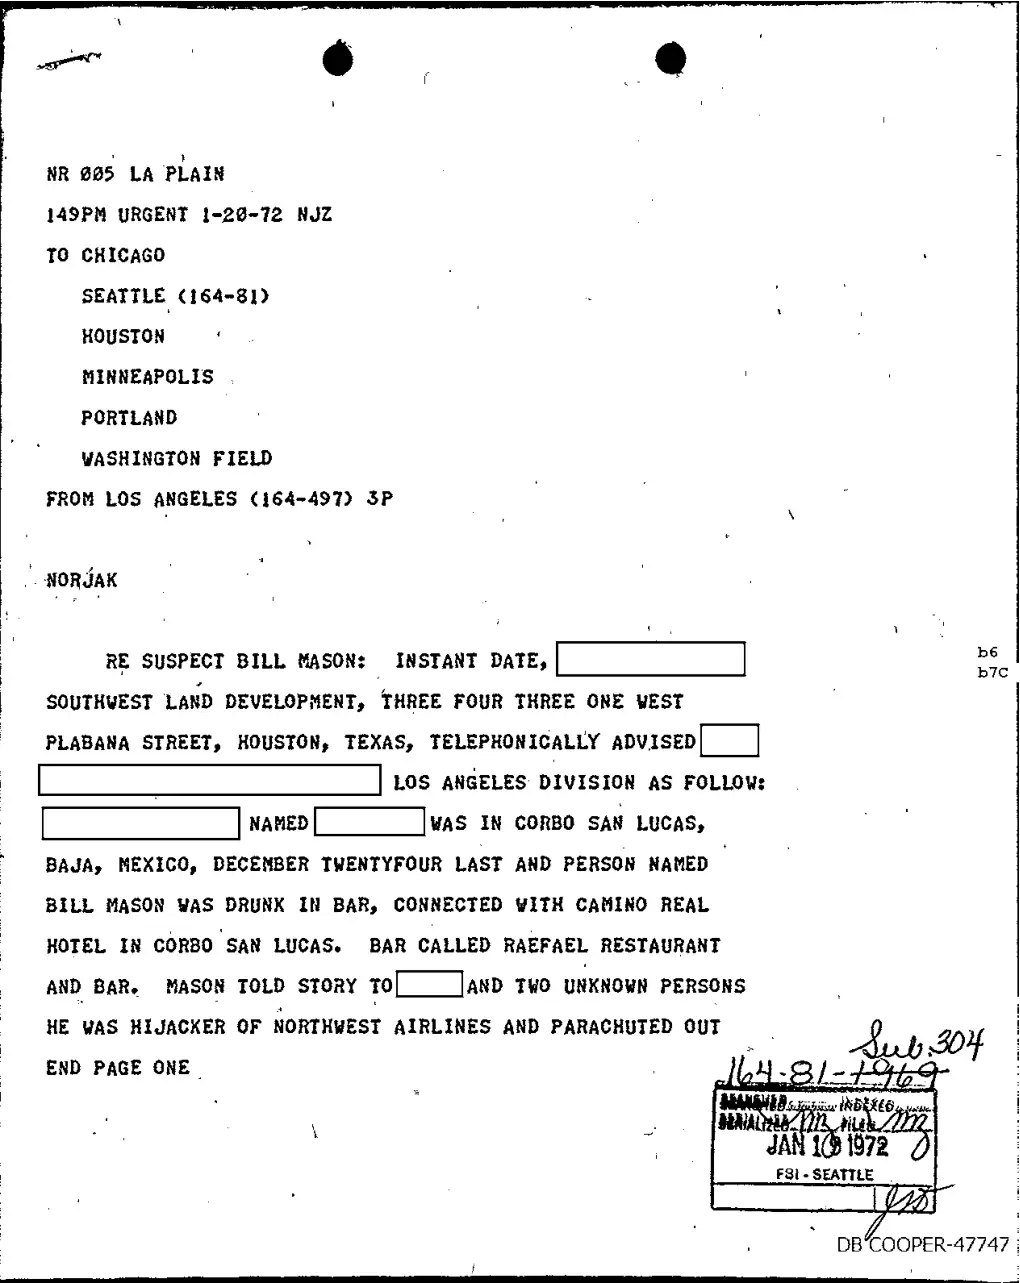 NR 005 LA PLAIN
149PM URGENT 1-20-72 NJZ
TO CHICAGO
SEATTLE (164-81)
HOUSTON
MINNEAPOLIS
PORTLAND
WASHINGTON FIELD
FROM LOS ANGELES (164-497) 3P
NORJAK
RE SUSPECT BILL MASON: INSTANT DATE,
b6
b7C
SOUTHWEST LAND DEVELOPMENT, THREE FOUR THREE ONE WEST
PLABANA STREET, HOUSTON, TEXAS, TELEPHONICALLY ADVISED
LOS ANGELES DIVISION AS FOLLOW:
NAMED WAS IN CORBO SAN LUCAS,
BAJA, MEXICO, DECEMBER TWENTYFOUR LAST AND PERSON NAMED
BILL MASON WAS DRUNK IN BAR, CONNECTED WITH CAMINO REAL
HOTEL IN CORBO SAN LUCAS. BAR CALLED RAEFAEL RESTAURANT
AND BAR. MASON TOLD STORY TO AND TWO UNKNOWN PERSONS
HE WAS HIJACKER OF NORTHWEST AIRLINES AND PARACHUTED OUT
END PAGE ONE
Sub. 304
164-81-1969
SEARCHED INDEXED
SERIALIZED FILED
JAN 1972
FBI - SEATTLE
DB COOPER-47747